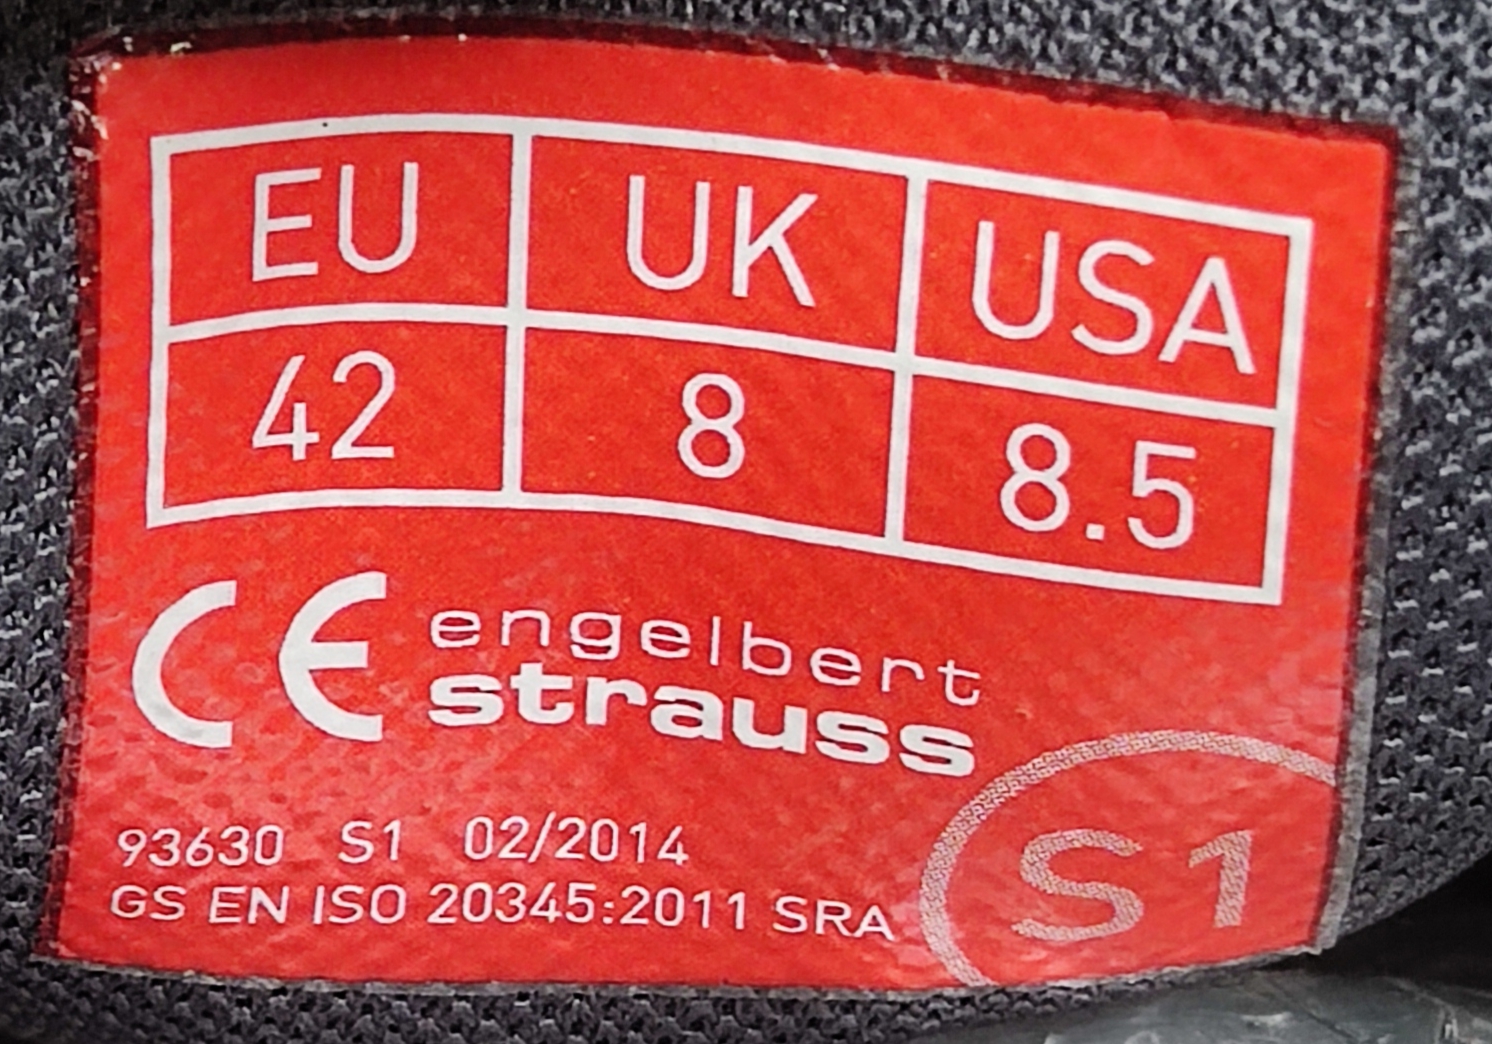 EU UK USA
42 8 8.5
CE engelbert
strauss
93630 S1 02/2014
GS EN ISO 20345:2011 SRA
S1